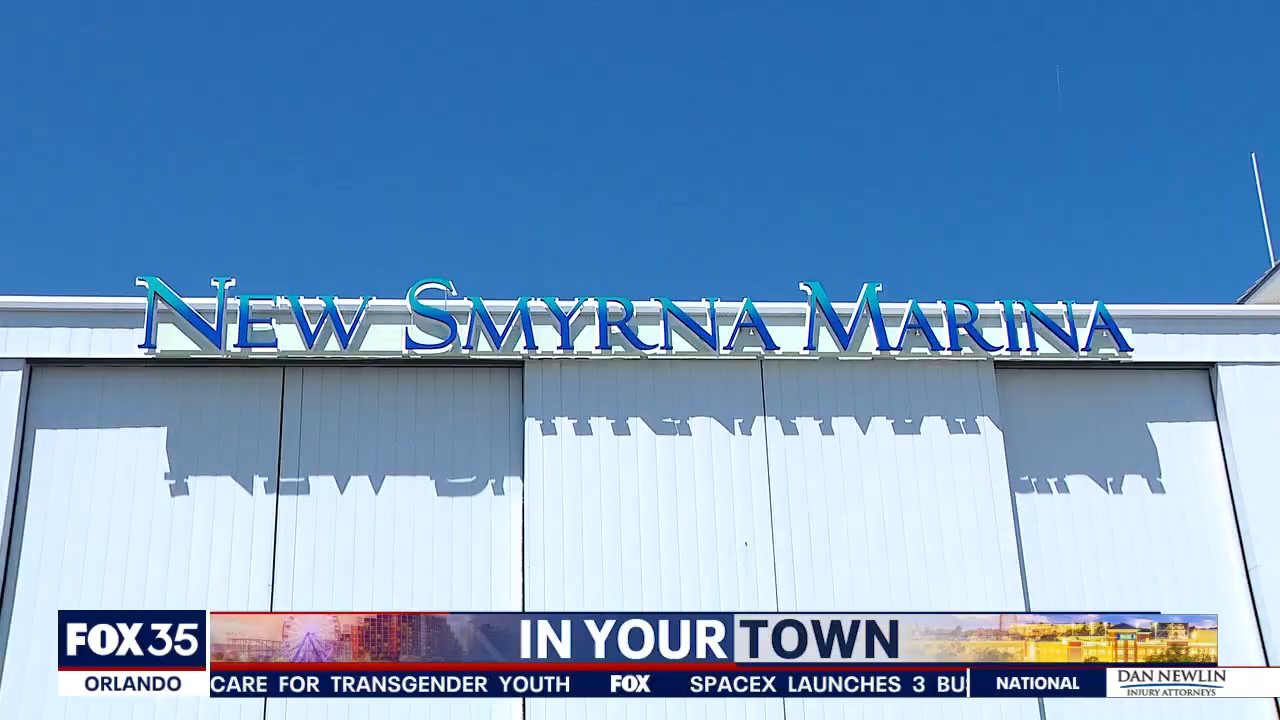 NEW SMYRNA MARINA
FOX 35
ORLANDO
IN YOUR TOWN
CARE FOR TRANSGENDER YOUTH FOX SPACEX LAUNCHES 3 BU
NATIONAL
DAN NEWLIN
INJURY ATTORNEYS